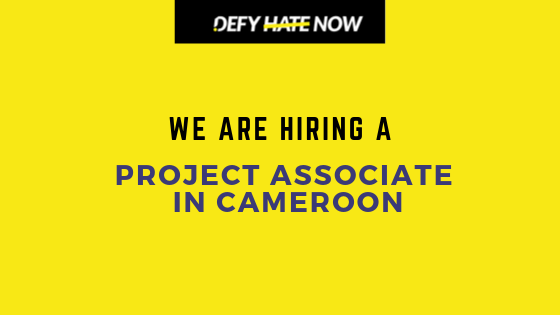 DEFY HATE NOW
WE ARE HIRING A
PROJECT ASSOCIATE
IN CAMEROON